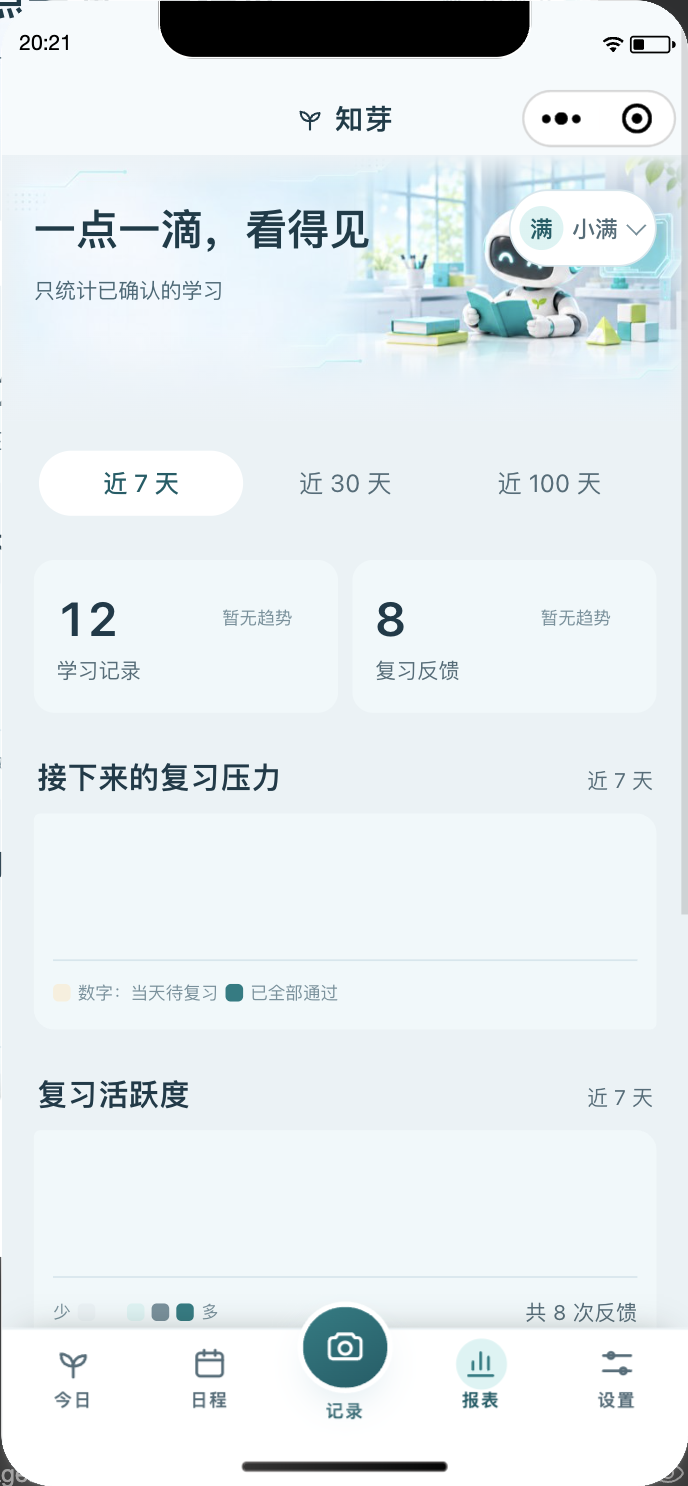 20:21
知芽
一点一滴，看得见
满 小满
只统计已确认的学习
近 7 天 近 30 天 近 100 天
12 暂无趋势
学习记录
8 暂无趋势
复习反馈
接下来的复习压力 近 7 天
数字：当天待复习 已全部通过
复习活跃度 近 7 天
少 多 共 8 次反馈
今日 日程 记录 报表 设置